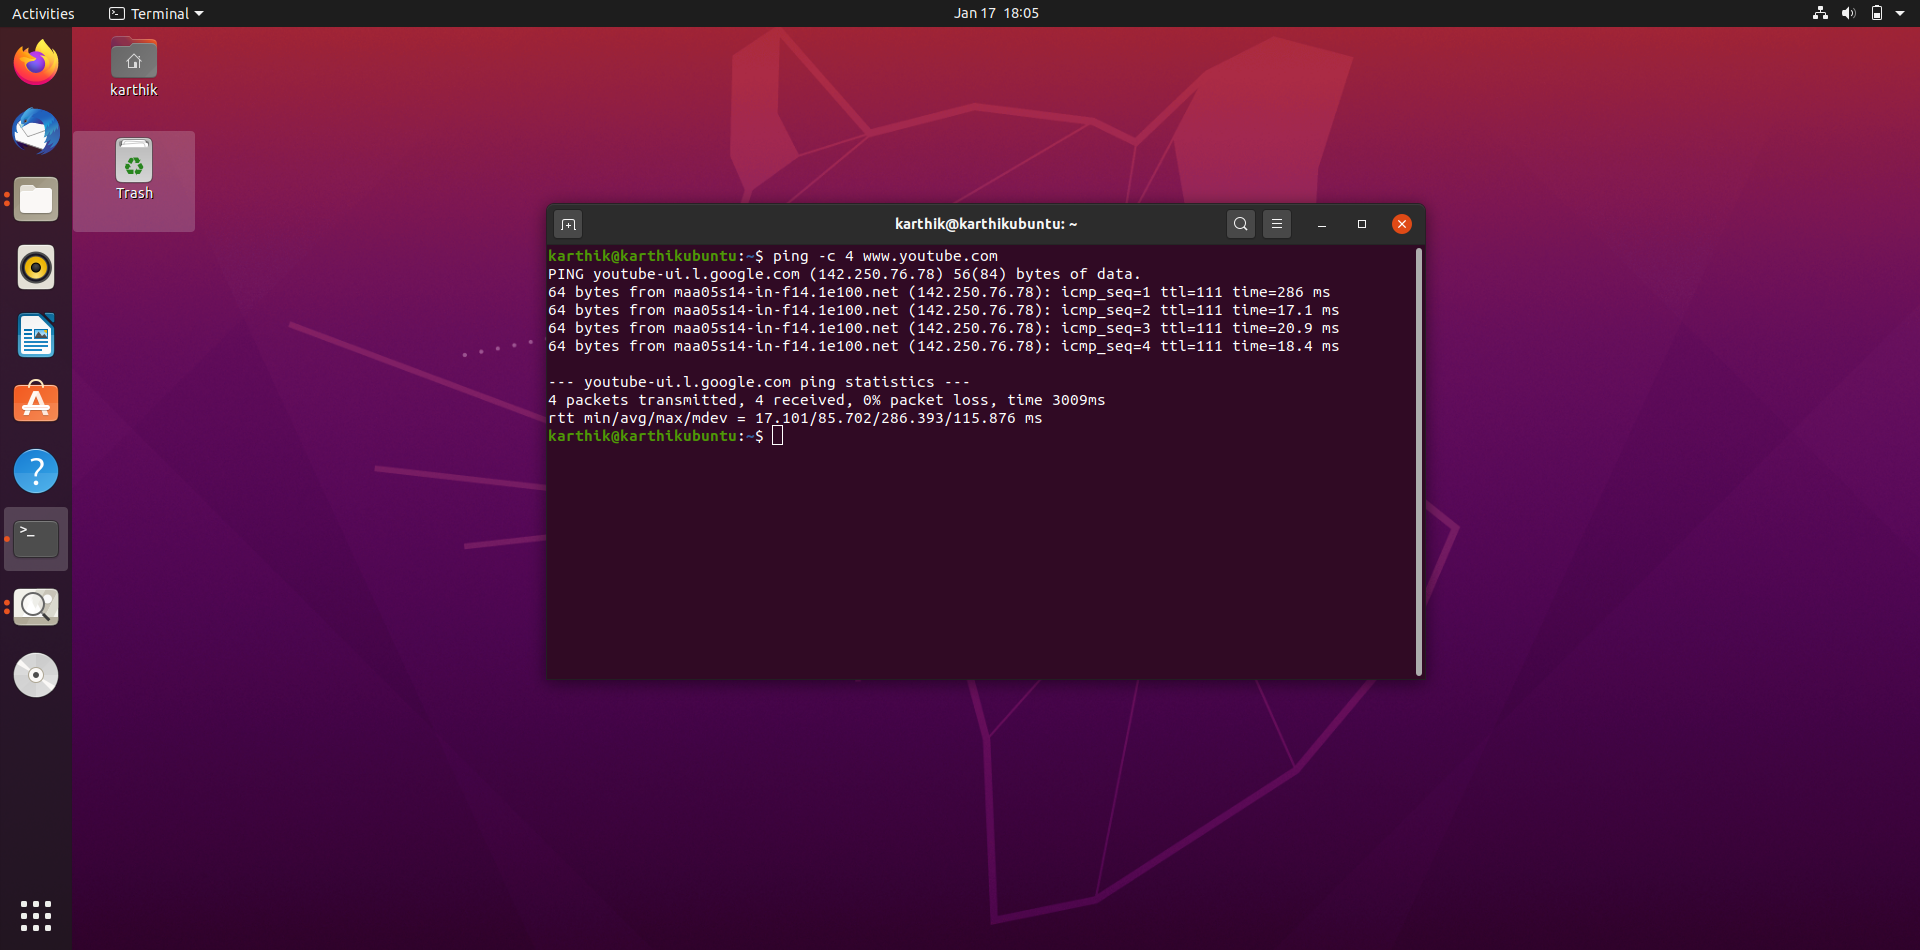 Activities
Terminal
Jan 17 18:05
karthik
Trash
karthik@karthikubuntu: ~
karthik@karthikubuntu:~$ ping -c 4 www.youtube.com
PING youtube-ui.l.google.com (142.250.76.78) 56(84) bytes of data.
64 bytes from maa05s14-in-f14.1e100.net (142.250.76.78): icmp_seq=1 ttl=111 time=286 ms
64 bytes from maa05s14-in-f14.1e100.net (142.250.76.78): icmp_seq=2 ttl=111 time=17.1 ms
64 bytes from maa05s14-in-f14.1e100.net (142.250.76.78): icmp_seq=3 ttl=111 time=20.9 ms
64 bytes from maa05s14-in-f14.1e100.net (142.250.76.78): icmp_seq=4 ttl=111 time=18.4 ms
--- youtube-ui.l.google.com ping statistics ---
4 packets transmitted, 4 received, 0% packet loss, time 3009ms
rtt min/avg/max/mdev = 17.101/85.702/286.393/115.876 ms
karthik@karthikubuntu:~$